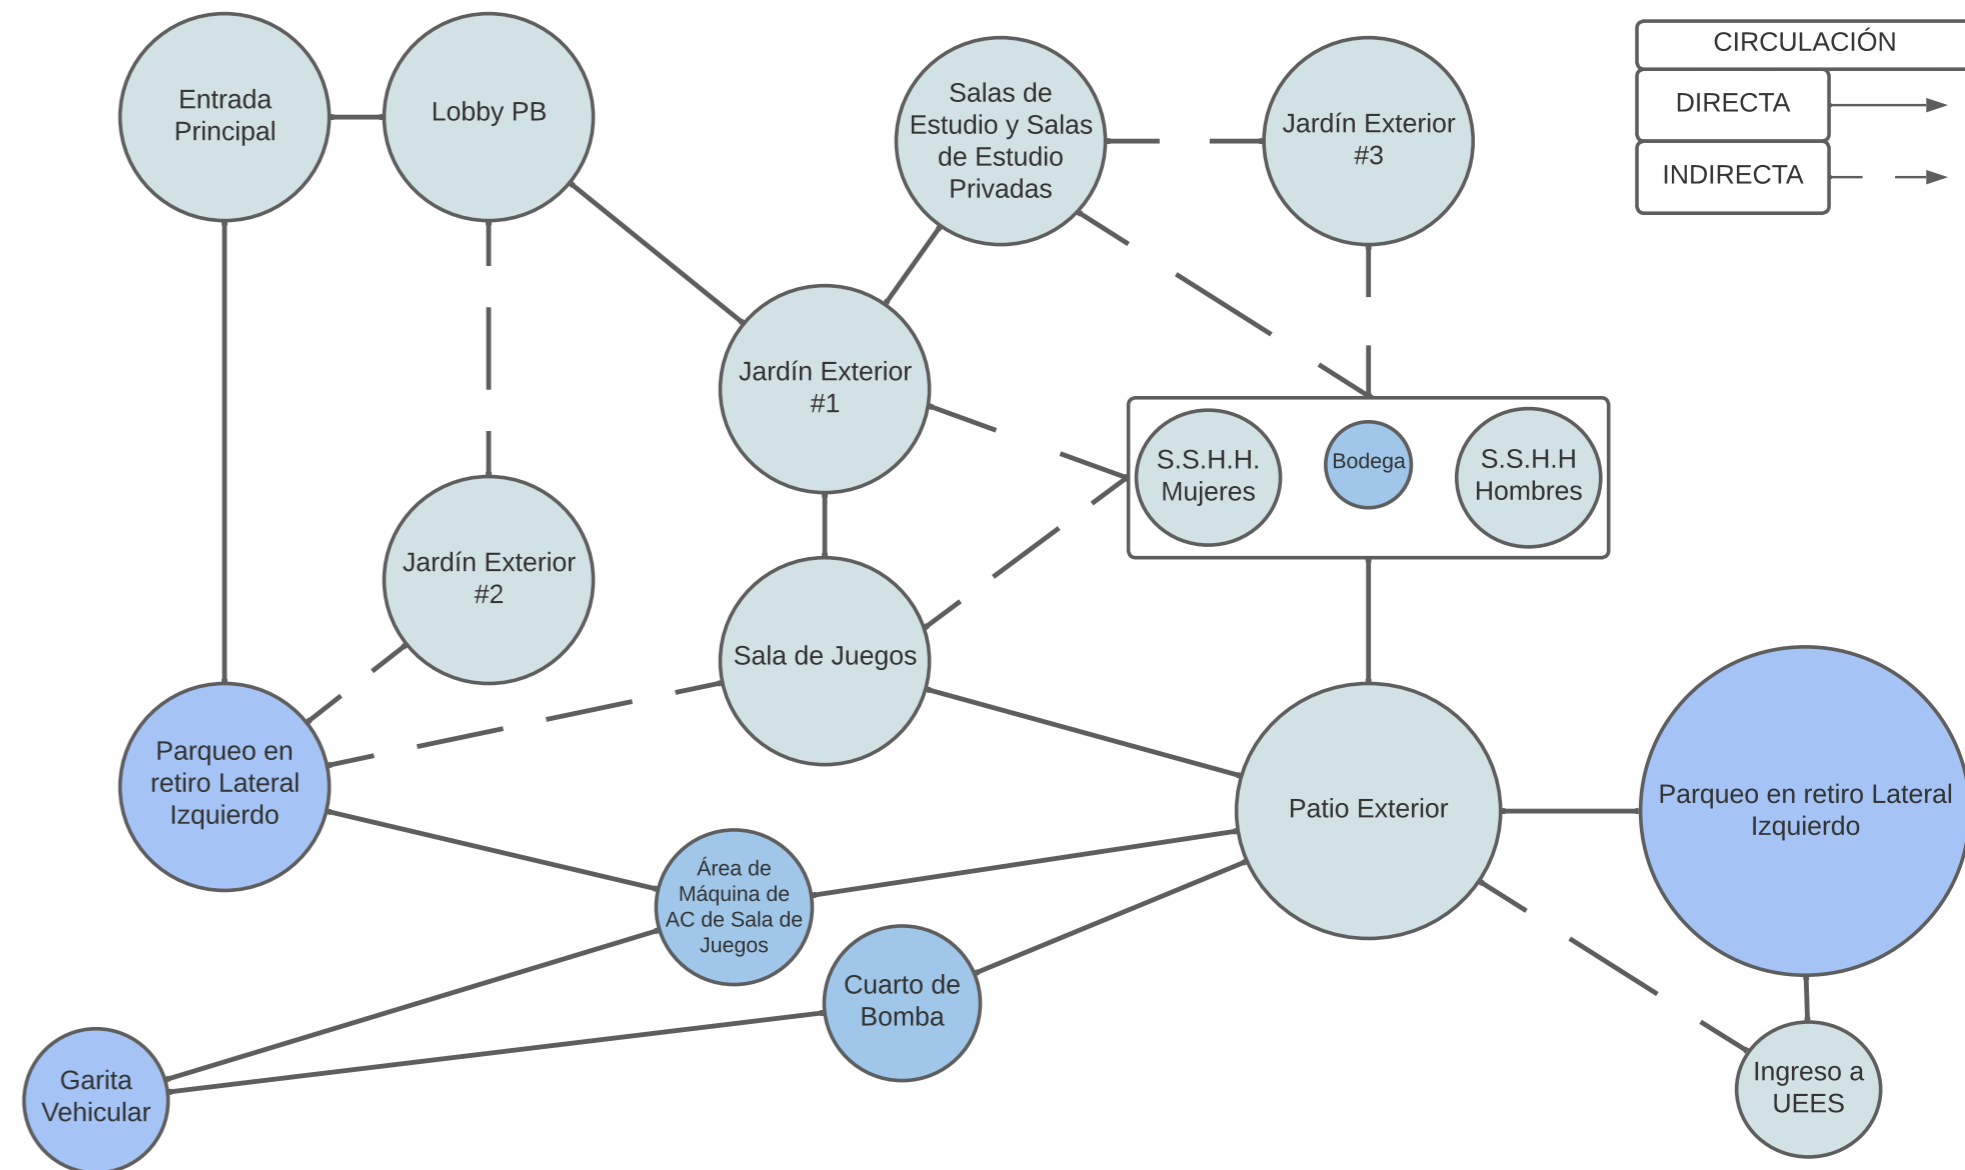 Entrada
Principal
Lobby PB
Salas de
Estudio y Salas
de Estudio
Privadas
Jardín Exterior
#3
CIRCULACIÓN
DIRECTA
INDIRECTA
Jardín Exterior
#1
S.S.H.H.
Mujeres
Bodega
S.S.H.H
Hombres
Jardín Exterior
#2
Sala de Juegos
Parqueo en
retiro Lateral
Izquierdo
Patio Exterior
Parqueo en retiro Lateral
Izquierdo
Área de
Máquina de
AC de Sala de
Juegos
Cuarto de
Bomba
Garita
Vehicular
Ingreso a
UEES